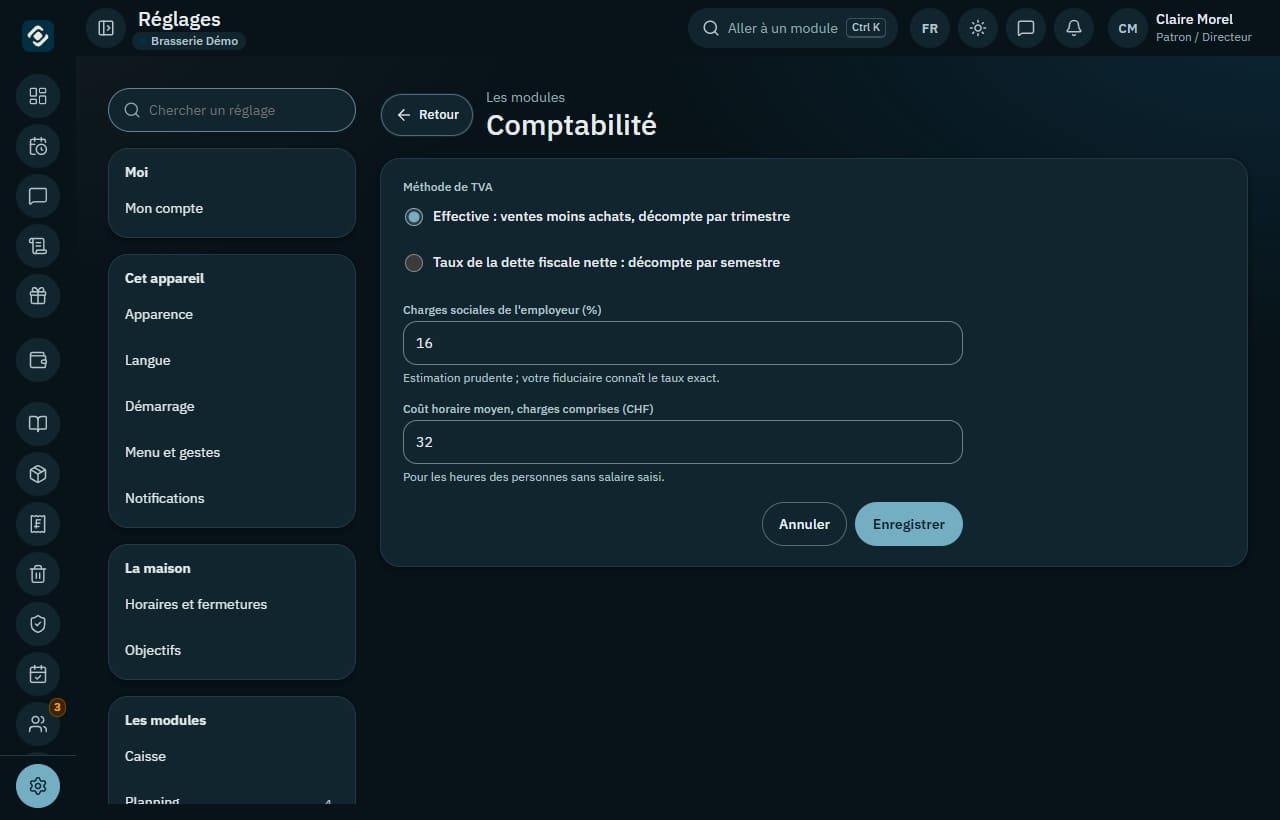 Réglages
Brasserie Démo
Aller à un module
Ctrl K
FR
CM
Claire Morel
Patron / Directeur
Chercher un réglage
Moi
Mon compte
Cet appareil
Apparence
Langue
Démarrage
Menu et gestes
Notifications
La maison
Horaires et fermetures
Objectifs
Les modules
Caisse
Planning
4
3
Retour
Les modules
Comptabilité
Méthode de TVA
Effective : ventes moins achats, décompte par trimestre
Taux de la dette fiscale nette : décompte par semestre
Charges sociales de l'employeur (%)
16
Estimation prudente ; votre fiduciaire connaît le taux exact.
Coût horaire moyen, charges comprises (CHF)
32
Pour les heures des personnes sans salaire saisi.
Annuler
Enregistrer